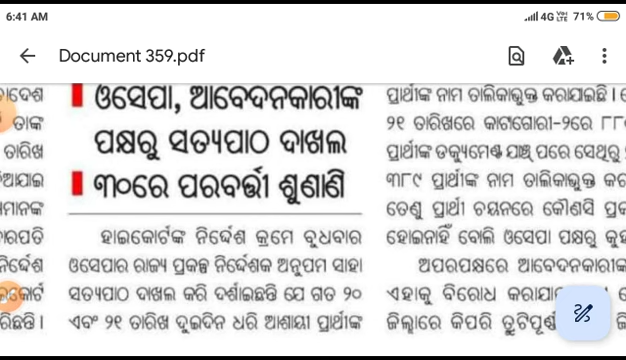 6:41 AM
4G 71%
Document 359.pdf
ଓସେପା, ଆବେଦନକାରୀଙ୍କ
ପକ୍ଷରୁ ସତ୍ୟପାଠ ଦାଖଲ
୩୦ରେ ପରବର୍ତ୍ତୀ ଶୁଣାଣି
ହାଇକୋର୍ଟଙ୍କ ନିର୍ଦ୍ଦେଶ କ୍ରମେ ବୁଧବାର
ଓସେପାର ରାଜ୍ୟ ପ୍ରକଳ୍ପ ନିର୍ଦ୍ଦେଶକ ଅନୁପମ ସାହା
ସତ୍ୟପାଠ ଦାଖଲ କରି ଦର୍ଶାଇଛନ୍ତି ଯେ ଗତ ୨୦
ଏବଂ ୨୧ ତାରିଖ ଦୁଇଦିନ ଧରି ଆଶାୟୀ ପ୍ରାର୍ଥୀଙ୍କ
ପ୍ରାର୍ଥୀଙ୍କ ନାମ ତାଲିକାଭୁକ୍ତ କରାଯାଇଛି ।
୨୧ ତାରିଖରେ କାଟାଗୋରୀ-୨ରେ
ପ୍ରାର୍ଥୀଙ୍କ ଡକ୍ୟୁମେଣ୍ଟ ଯାଞ୍ଚ ପରେ ସେଥିରୁ
୩୮୯ ପ୍ରାର୍ଥୀଙ୍କ ନାମ ତାଲିକାଭୁକ୍ତ
ତେଣୁ ପ୍ରାର୍ଥୀ ଚୟନରେ କୌଣସି
ହୋଇନାହିଁ ବୋଲି ଓସେପା ପକ୍ଷରୁ
ଅପରପକ୍ଷରେ ଆବେଦନକାରୀଙ୍କ
ଏହାକୁ ବିରୋଧ
ଜିଲ୍ଲାରେ କିପରି